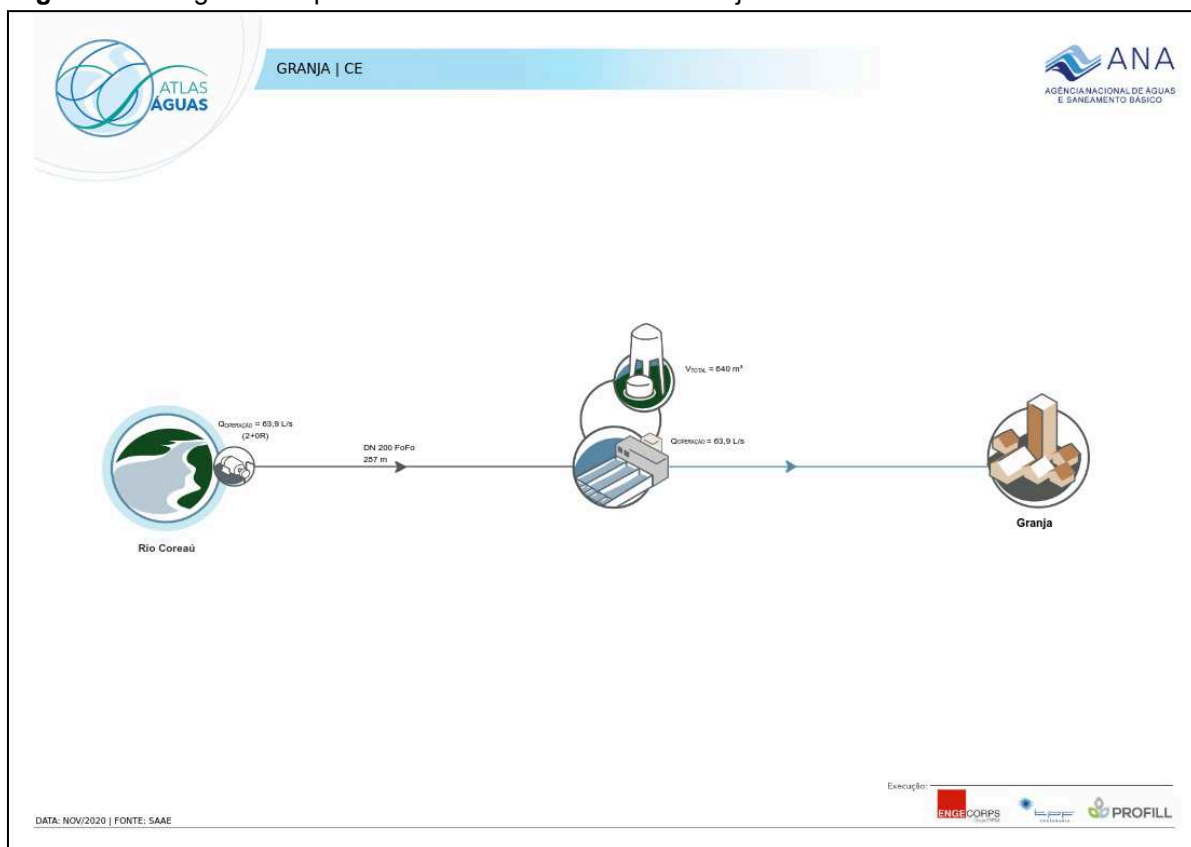 GRANJA | CE
ATLAS
ÁGUAS
ANA
AGÊNCIA NACIONAL DE ÁGUAS
E SANEAMENTO BÁSICO
VTOTAL = 640 m³
QOPERAÇÃO = 63,9 L/s
(2+0R)
DN 200 FoFo
257 m
QOPERAÇÃO = 63,9 L/s
Rio Coreaú
Granja
Execução:
ENGECORPS
tpf
PROFILL
DATA: NOV/2020 | FONTE: SAAE